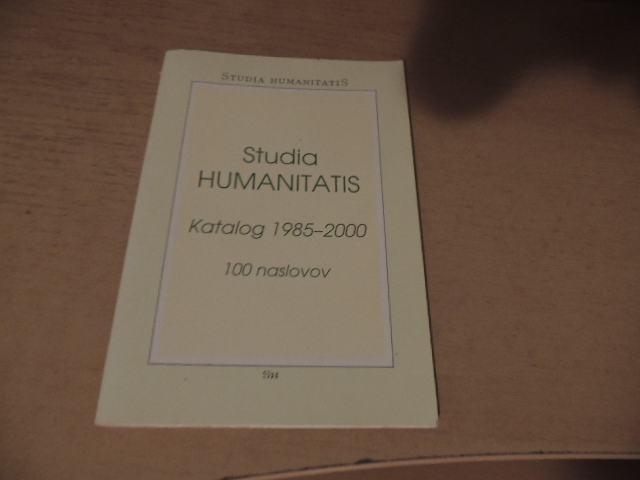 STUDIA HUMANITATIS
Studia
HUMANITATIS
Katalog 1985–2000
100 naslovov
SH